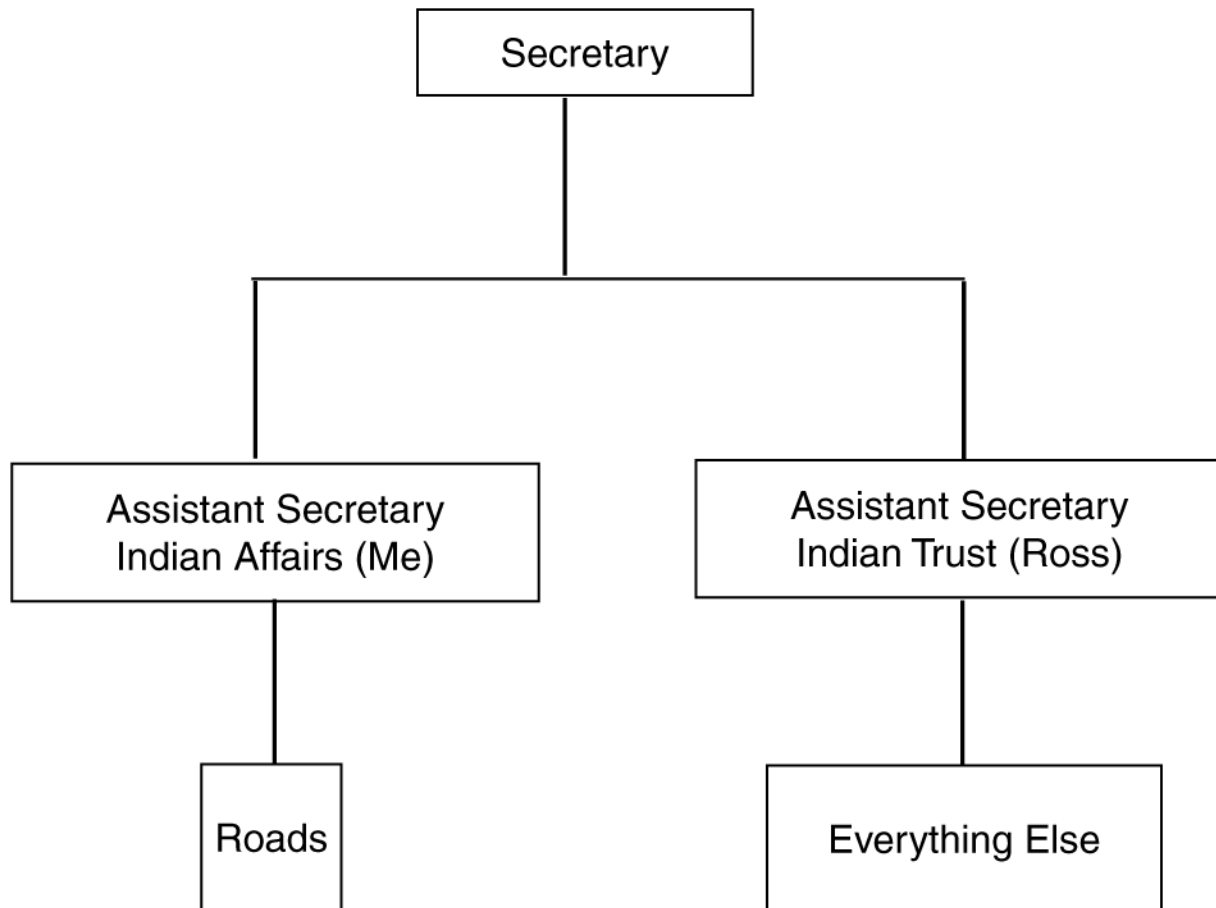 Secretary
Assistant Secretary
Indian Affairs (Me)
Assistant Secretary
Indian Trust (Ross)
Roads
Everything Else